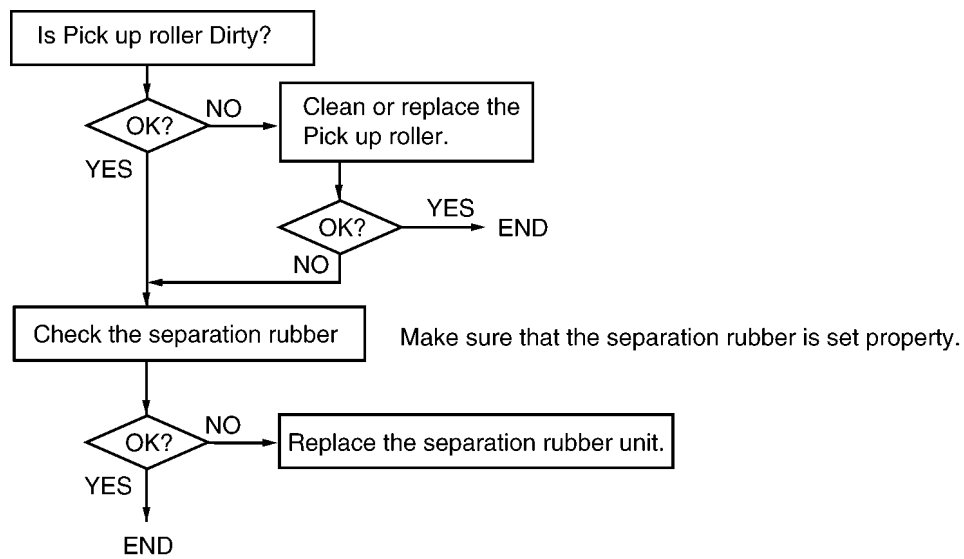 Is Pick up roller Dirty?
OK?
NO
Clean or replace the
Pick up roller.
YES
OK?
YES
END
NO
Check the separation rubber
Make sure that the separation rubber is set property.
OK?
NO
Replace the separation rubber unit.
YES
END